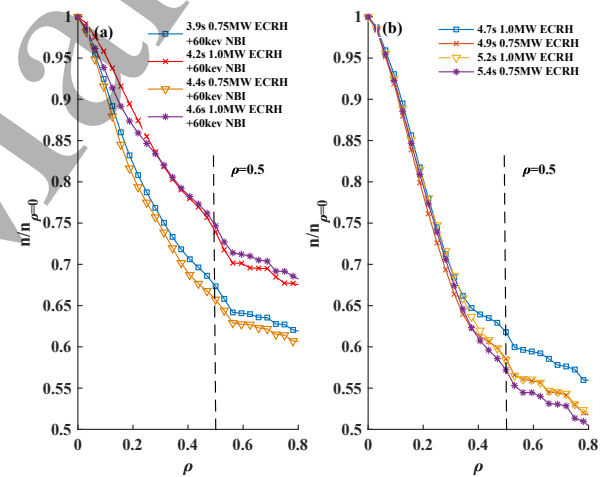 (a)
3.9s 0.75MW ECRH
+60kev NBI
4.2s 1.0MW ECRH
+60kev NBI
4.4s 0.75MW ECRH
+60kev NBI
4.6s 1.0MW ECRH
+60kev NBI
ρ=0.5
n/nρ=0
1
0.95
0.9
0.85
0.8
0.75
0.7
0.65
0.6
0.55
0.5
0
0.2
0.4
0.6
0.8
ρ
(b)
4.7s 1.0MW ECRH
4.9s 0.75MW ECRH
5.2s 1.0MW ECRH
5.4s 0.75MW ECRH
ρ=0.5
n/nρ=0
1
0.95
0.9
0.85
0.8
0.75
0.7
0.65
0.6
0.55
0.5
0
0.2
0.4
0.6
0.8
ρ